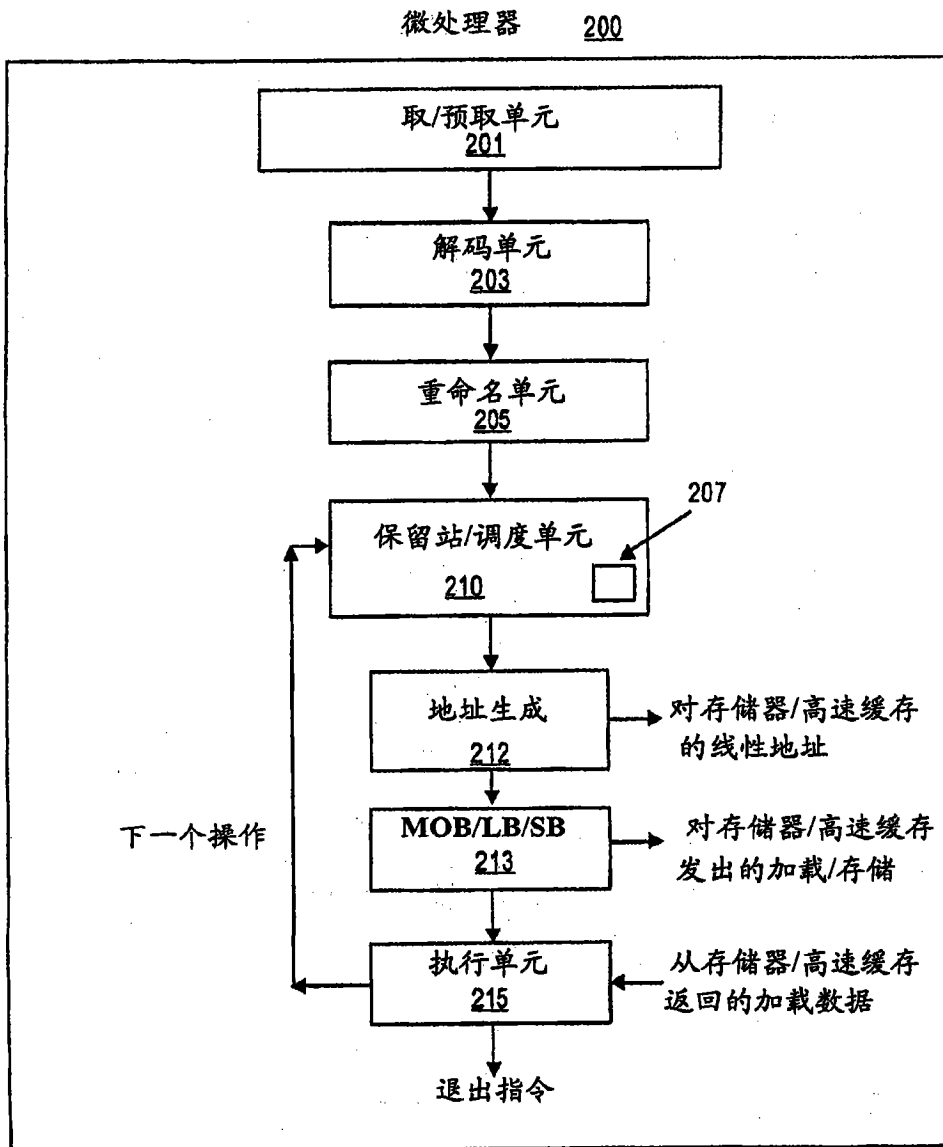 微处理器 200
取/预取单元
201
解码单元
203
重命名单元
205
207
保留站/调度单元
210
地址生成
212
对存储器/高速缓存
的线性地址
下一个操作
MOB/LB/SB
213
对存储器/高速缓存
发出的加载/存储
执行单元
215
从存储器/高速缓存
返回的加载数据
退出指令